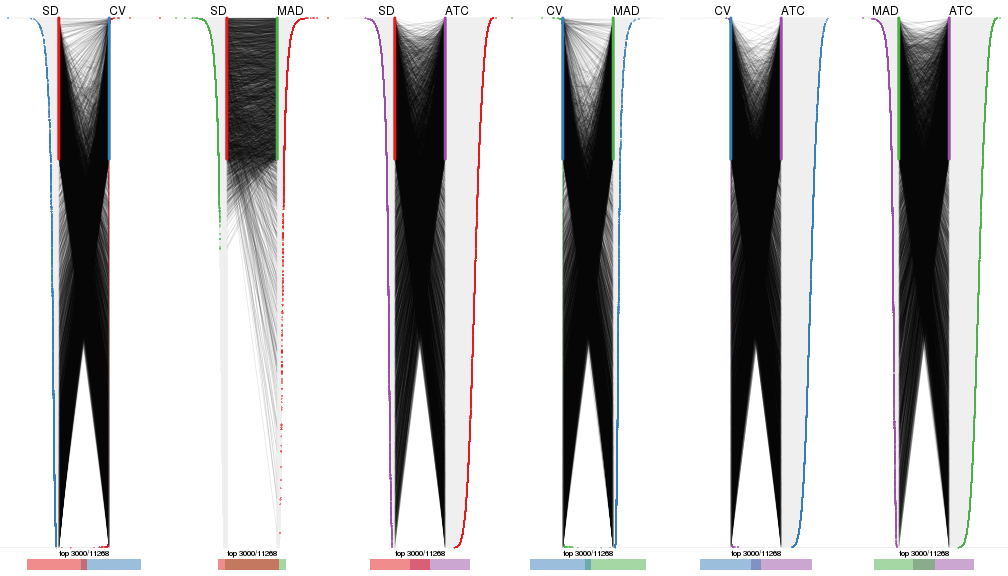 SD CV
SD MAD
SD ATC
CV MAD
CV ATC
MAD ATC
top 3000/11268
top 3000/11268
top 3000/11268
top 3000/11268
top 3000/11268
top 3000/11268